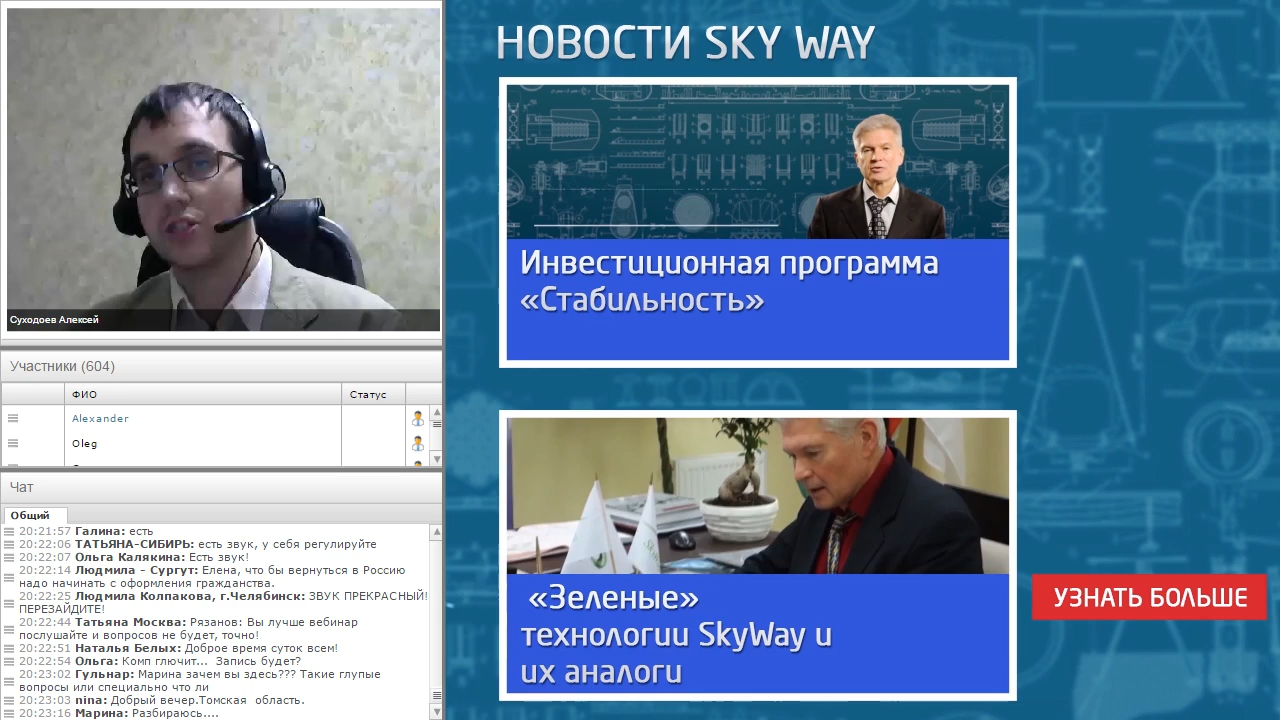 Суходоев Алексей
Участники (604)
ФИО
Статус
Alexander
Oleg
Чат
Общий
20:21:57 Галина: есть
20:22:06 ТАТЬЯНА-СИБИРЬ: есть звук, у себя регулируйте
20:22:07 Ольга Калякина: Есть звук!
20:22:14 Людмила - Сургут: Елена, что бы вернуться в Россию
надо начинать с оформления гражданства.
20:22:25 Людмила Колпакова, г.Челябинск: ЗВУК ПРЕКРАСНЫЙ!
ПЕРЕЗАЙДИТЕ!
20:22:44 Татьяна Москва: Рязанов: Вы лучше вебинар
послушайте и вопросов не будет, точно!
20:22:51 Наталья Белых: Доброе время суток всем!
20:22:54 Ольга: Комп глючит... Запись будет?
20:23:02 Гульнар: Марина зачем вы здесь??? Такие глупые
вопросы или специально что ли
20:23:03 nina: Добрый вечер.Томская область.
20:23:16 Марина: Разбираюсь....
НОВОСТИ SKY WAY
Инвестиционная программа
«Стабильность»
«Зеленые»
технологии SkyWay и
их аналоги
УЗНАТЬ БОЛЬШЕ